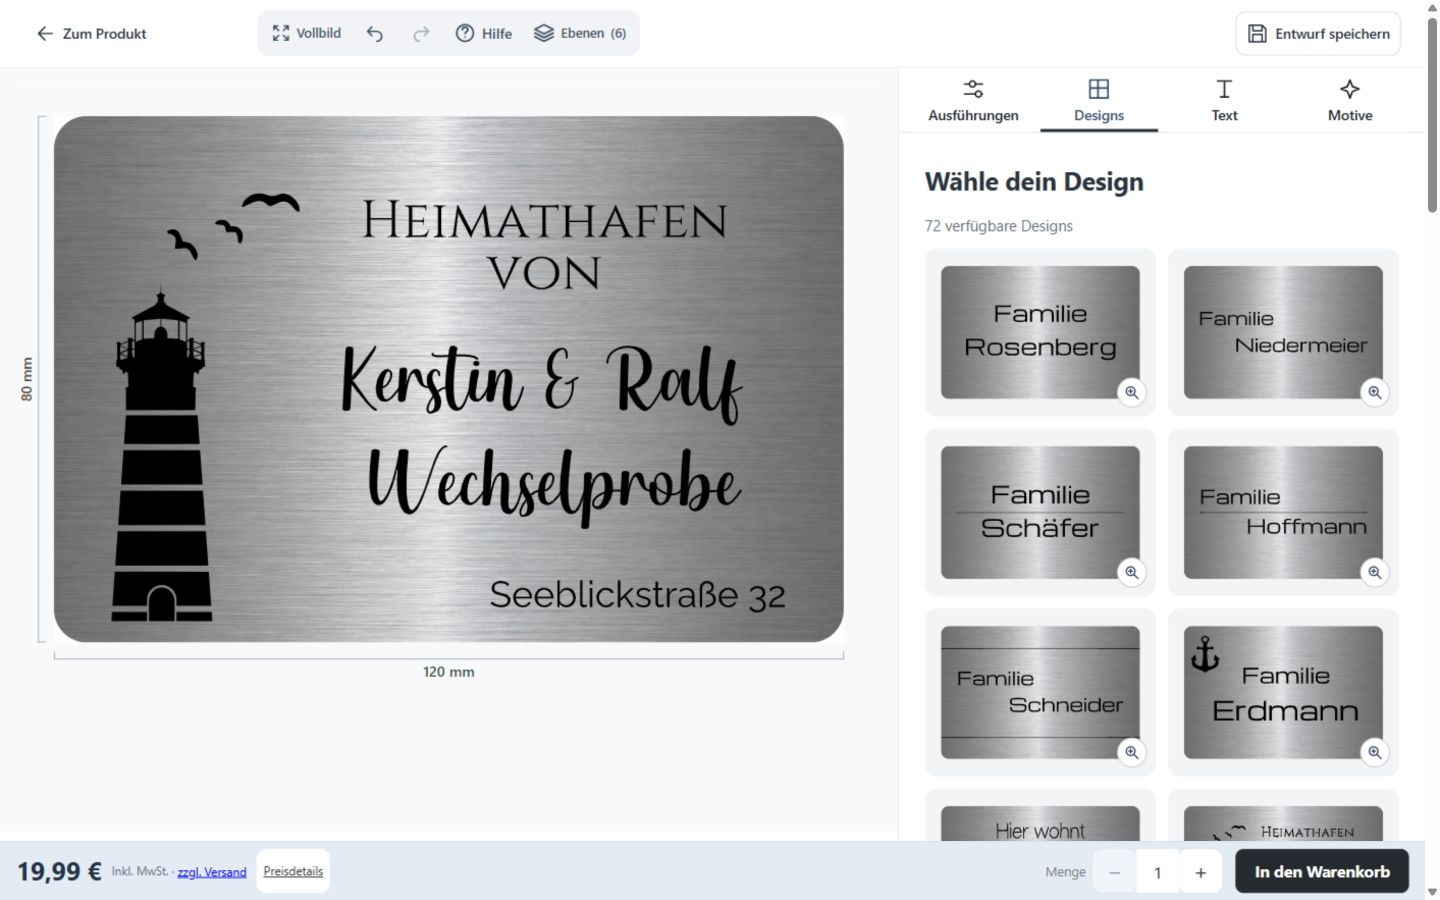 Zum Produkt
Vollbild
Hilfe
Ebenen (6)
Entwurf speichern
Ausführungen
Designs
Text
Motive
80 mm
HEIMATHAFEN
VON
Kerstin & Ralf
Wechselprobe
Seeblickstraße 32
120 mm
Wähle dein Design
72 verfügbare Designs
Familie
Rosenberg
Familie
Niedermeier
Familie
Schäfer
Familie
Hoffmann
Familie
Schneider
Familie
Erdmann
Hier wohnt
HEIMATHAFEN
19,99 €
Inkl. MwSt. · zzgl. Versand
Preisdetails
Menge
1
In den Warenkorb